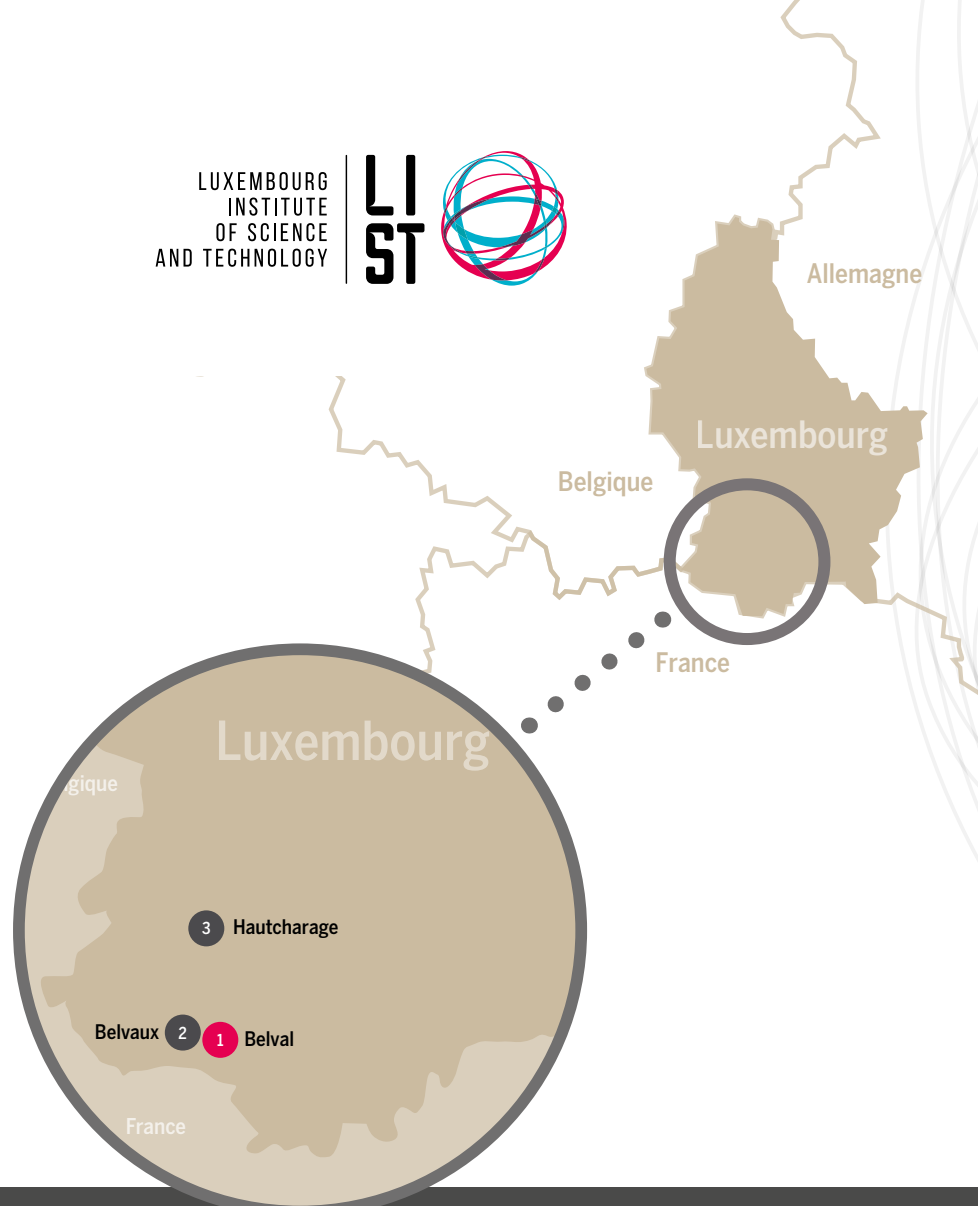 LUXEMBOURG
INSTITUTE
OF SCIENCE
AND TECHNOLOGY
LI
ST
Allemagne
Luxembourg
Belgique
France
Luxembourg
gique
3 Hautcharage
Belvaux 2 1 Belval
France